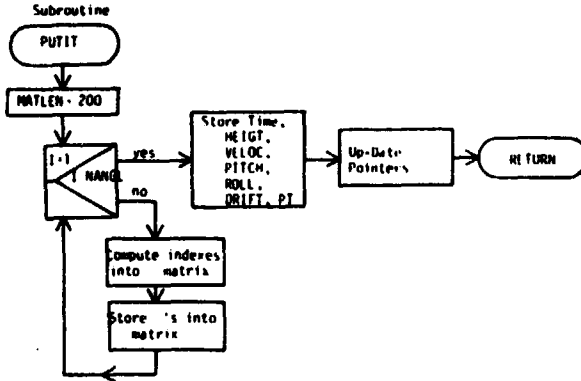 Subroutine
PUTIT
MATLEN - 200
I-1
I NANGL
yes
no
Store Time,
HEIGT,
VELOC,
PITCH,
ROLL,
DRIFT, PT
Up-Date
Pointers
RETURN
Compute indexes
into matrix
Store 's into
matrix